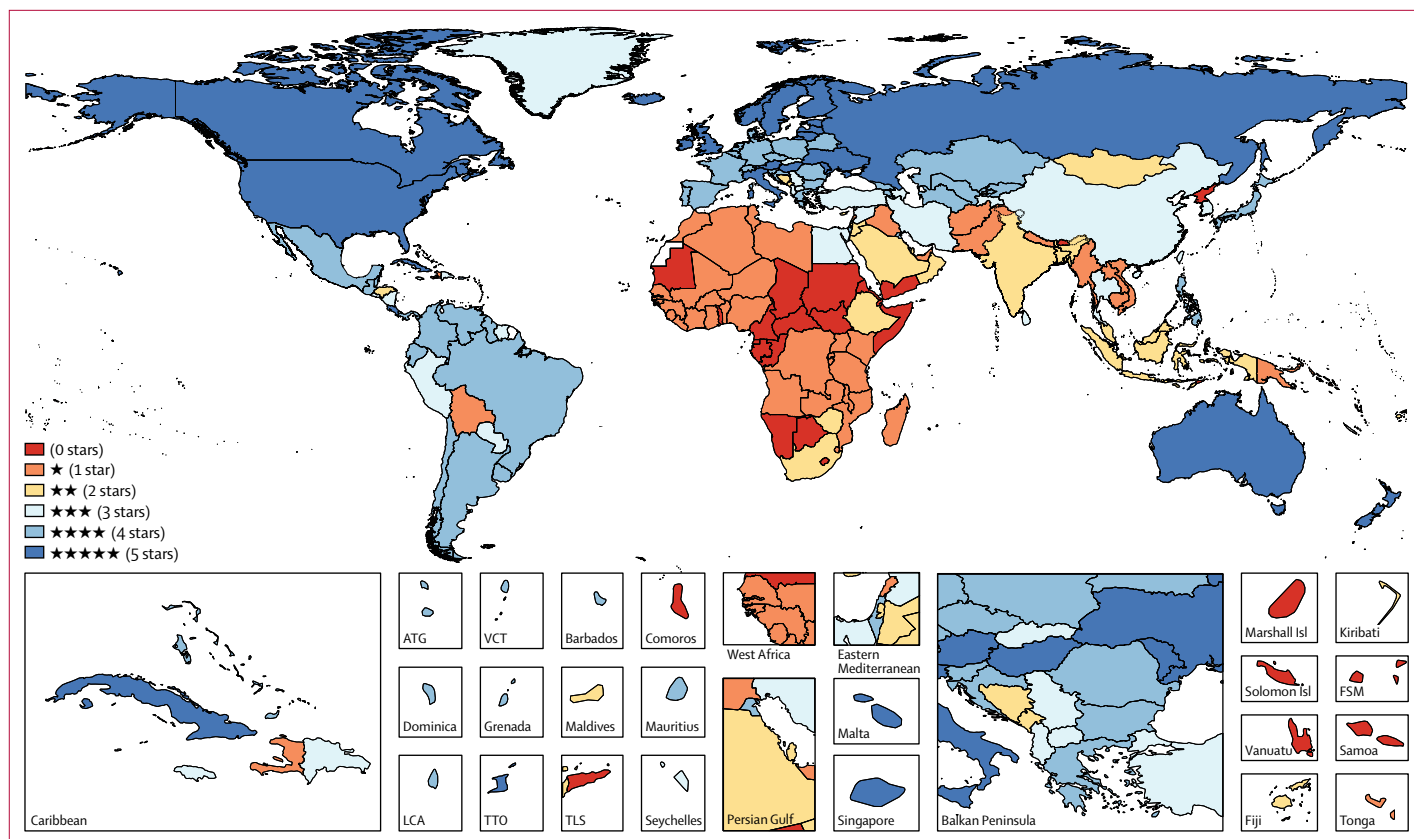 (0 stars)
★ (1 star)
★★ (2 stars)
★★★ (3 stars)
★★★★ (4 stars)
★★★★★ (5 stars)
Caribbean
ATG
VCT
Barbados
Comoros
Dominica
Grenada
Maldives
Mauritius
LCA
TTO
TLS
Seychelles
West Africa
Eastern
Mediterranean
Persian Gulf
Malta
Singapore
Balkan Peninsula
Marshall Isl
Kiribati
Solomon Isl
FSM
Vanuatu
Samoa
Fiji
Tonga